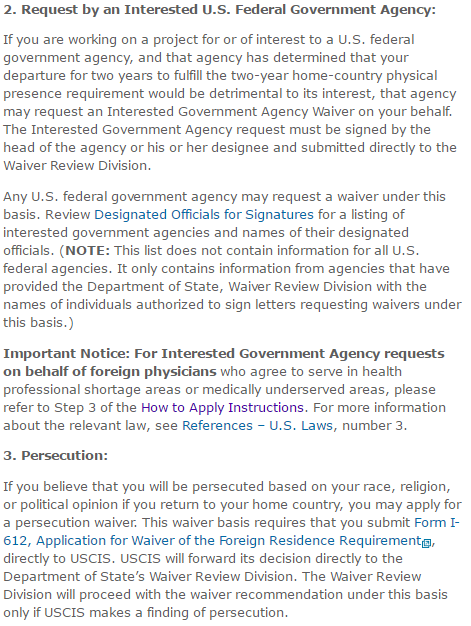 2. Request by an Interested U.S. Federal Government Agency:
If you are working on a project for or of interest to a U.S. federal
government agency, and that agency has determined that your
departure for two years to fulfill the two-year home-country physical
presence requirement would be detrimental to its interest, that agency
may request an Interested Government Agency Waiver on your behalf.
The Interested Government Agency request must be signed by the
head of the agency or his or her designee and submitted directly to the
Waiver Review Division.
Any U.S. federal government agency may request a waiver under this
basis. Review Designated Officials for Signatures for a listing of
interested government agencies and names of their designated
officials. (NOTE: This list does not contain information for all U.S.
federal agencies. It only contains information from agencies that have
provided the Department of State, Waiver Review Division with the
names of individuals authorized to sign letters requesting waivers under
this basis.)
Important Notice: For Interested Government Agency requests
on behalf of foreign physicians who agree to serve in health
professional shortage areas or medically underserved areas, please
refer to Step 3 of the How to Apply Instructions. For more information
about the relevant law, see References – U.S. Laws, number 3.
3. Persecution:
If you believe that you will be persecuted based on your race, religion,
or political opinion if you return to your home country, you may apply for
a persecution waiver. This waiver basis requires that you submit Form I-
612, Application for Waiver of the Foreign Residence Requirement,
directly to USCIS. USCIS will forward its decision directly to the
Department of State's Waiver Review Division. The Waiver Review
Division will proceed with the waiver recommendation under this basis
only if USCIS makes a finding of persecution.